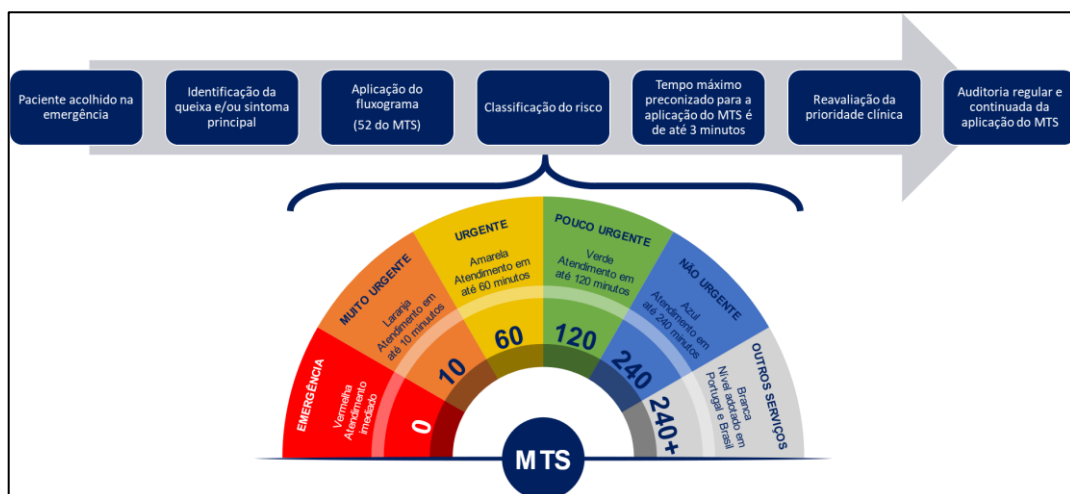 Paciente acolhido na
emergência
Identificação da
queixa e/ou sintoma
principal
Aplicação do
fluxograma
(52 do MTS)
Classificação do risco
Tempo máximo
preconizado para a
aplicação do MTS é
de até 3 minutos
Reavaliação da
prioridade clínica
Auditoria regular e
continuada da
aplicação do MTS
EMERGÊNCIA
Vermelha
Atendimento
imediado
0
MUITO URGENTE
Laranja
Atendimento em
até 10 minuutos
10
URGENTE
Amarela
Atendimento em
até 60 minutos
60
POUCO URGENTE
Verde
Atendimento em
até 120 minutos
120
NÃO URGENTE
Azul
Atendimento em
até 240 minutos
240
OUTROS SERVIÇOS
Branca
Nível adotado em
Portugal e Brasil
240+
MTS